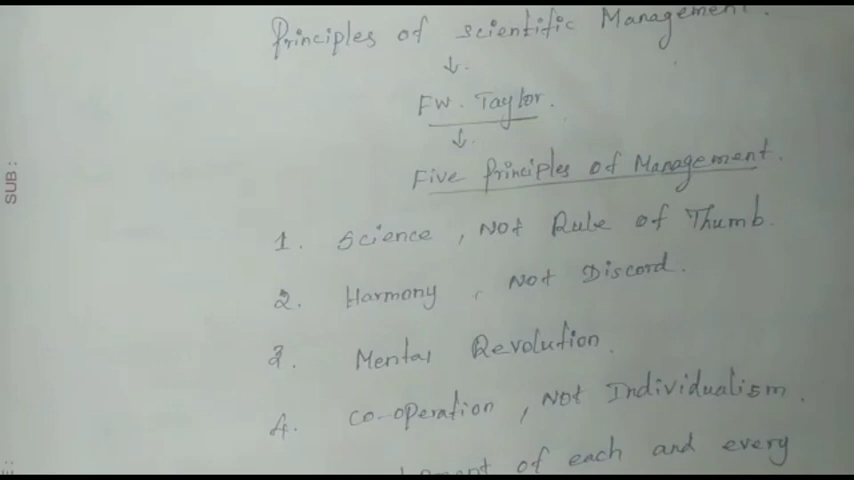 Principles of scientific Management.
↓.
FW. Taylor.
↓.
Five principles of Management.
1. Science, Not Rule of Thumb.
2. Harmony, Not Discord.
3. Mental Revolution.
4. Co-operation, Not Individualism.
of each and every
SUB: